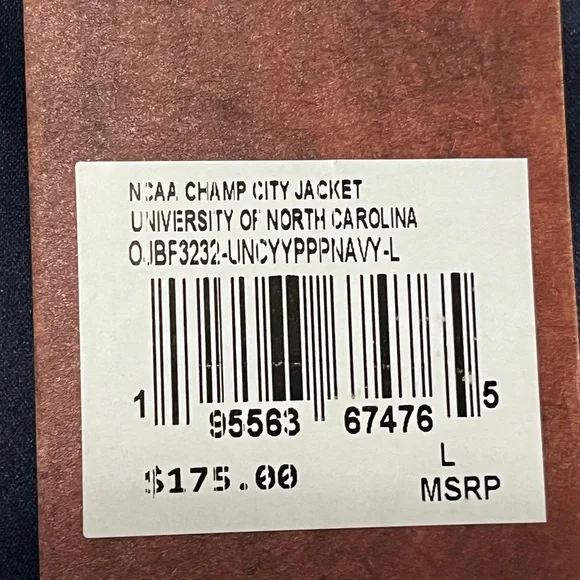 NCAA CHAMP CITY JACKET
UNIVERSITY OF NORTH CAROLINA
OJBF3232-UNCYYPPPNAVY-L
1 95563 67476 5
$175.00
L
MSRP